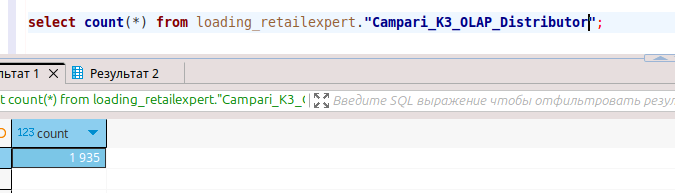 select count(*) from loading_retailexpert."Campari_K3_OLAP_Distributor";
льтат 1 Результат 2
t count(*) from loading_retailexpert."Campari_K3_ Введите SQL выражение чтобы отфильтровать резул
123 count
1 935